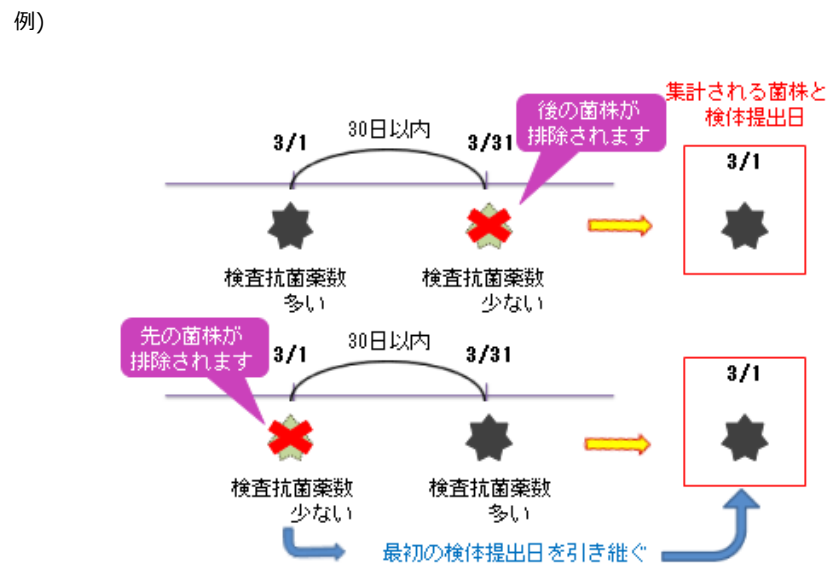 例)
集計される菌株と
検体提出日
後の菌株が
排除されます
3/1
30日以内
3/31
3/1
検査抗菌薬数
多い
検査抗菌薬数
少ない
先の菌株が
排除されます
3/1
30日以内
3/31
3/1
検査抗菌薬数
少ない
検査抗菌薬数
多い
最初の検体提出日を引き継ぐ